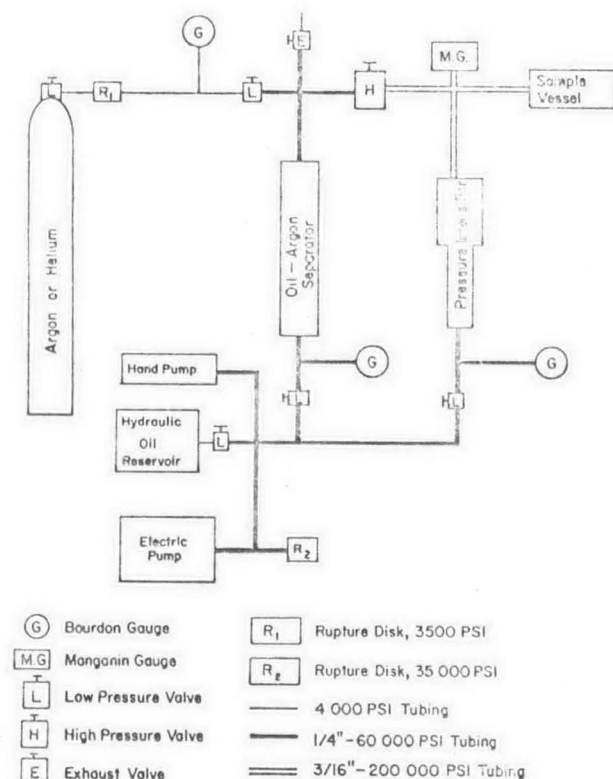 G
E
M.G.
L
R1
L
H
Sample
Vessel
Argon or Helium
Oil - Argon
Separator
Pressure
Hand Pump
G
G
L
L
Hydraulic
Oil
Reservoir
L
Electric
Pump
R2
G Bourdon Gauge
M.G Manganin Gauge
L Low Pressure Valve
H High Pressure Valve
E Exhaust Valve
R1 Rupture Disk, 3500 PSI
R2 Rupture Disk, 35 000 PSI
4 000 PSI Tubing
1/4"-60 000 PSI Tubing
3/16"-200 000 PSI Tubing